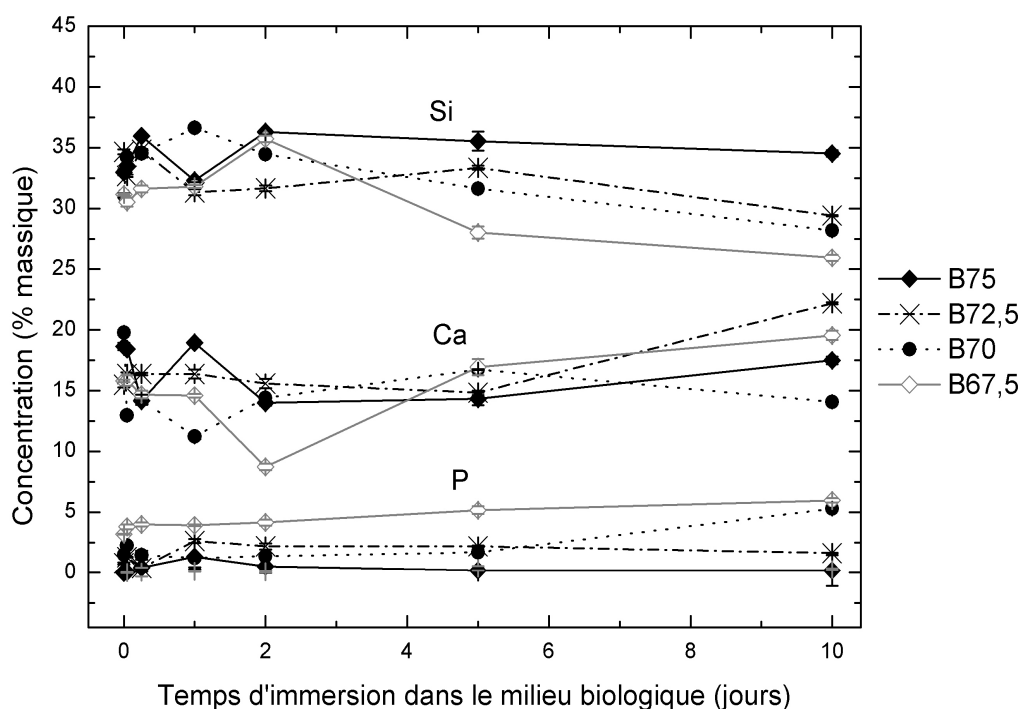 45
40
35
30
25
20
15
10
5
0
Concentration (% massique)
Si
Ca
P
0
2
4
6
8
10
Temps d'immersion dans le milieu biologique (jours)
B75
B72,5
B70
B67,5